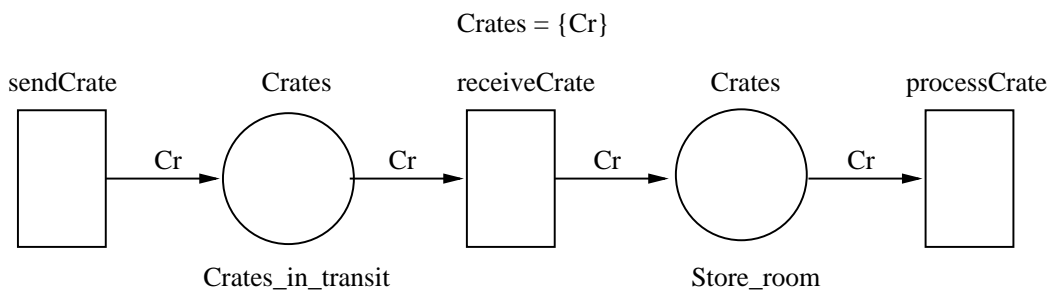 Crates = {Cr}
sendCrate Crates receiveCrate Crates processCrate
Cr Cr Cr Cr
Crates_in_transit Store_room